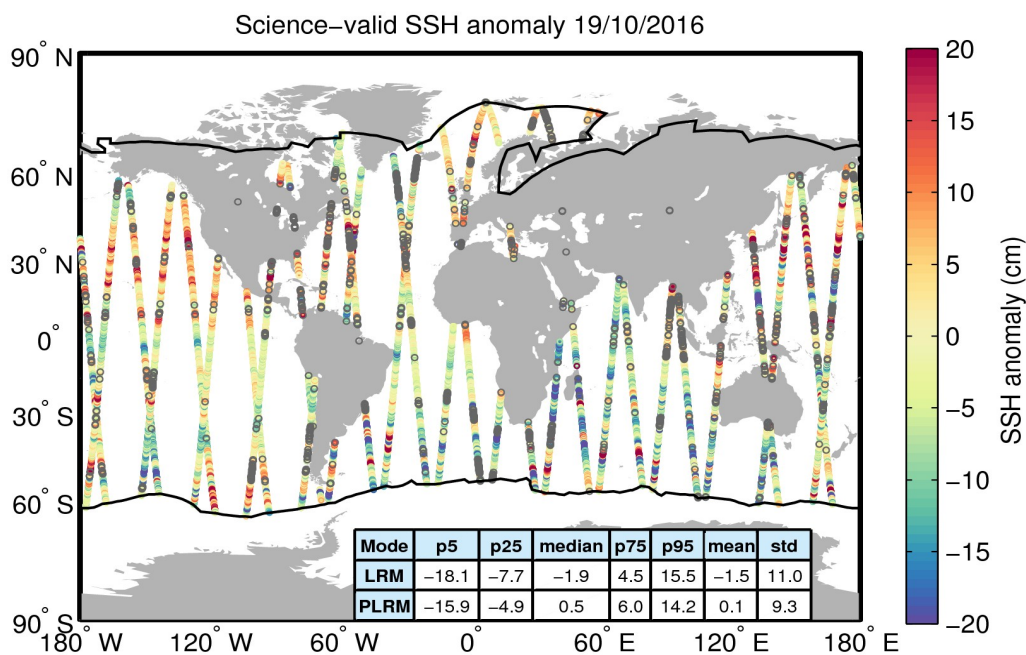 Science−valid SSH anomaly 19/10/2016
90° N
60° N
30° N
0°
30° S
60° S
90° S
180° W
120° W
60° W
0°
60° E
120° E
180° E
Mode p5 p25 median p75 p95 mean std
LRM −18.1 −7.7 −1.9 4.5 15.5 −1.5 11.0
PLRM −15.9 −4.9 0.5 6.0 14.2 0.1 9.3
20
15
10
5
0
−5
−10
−15
−20
SSH anomaly (cm)